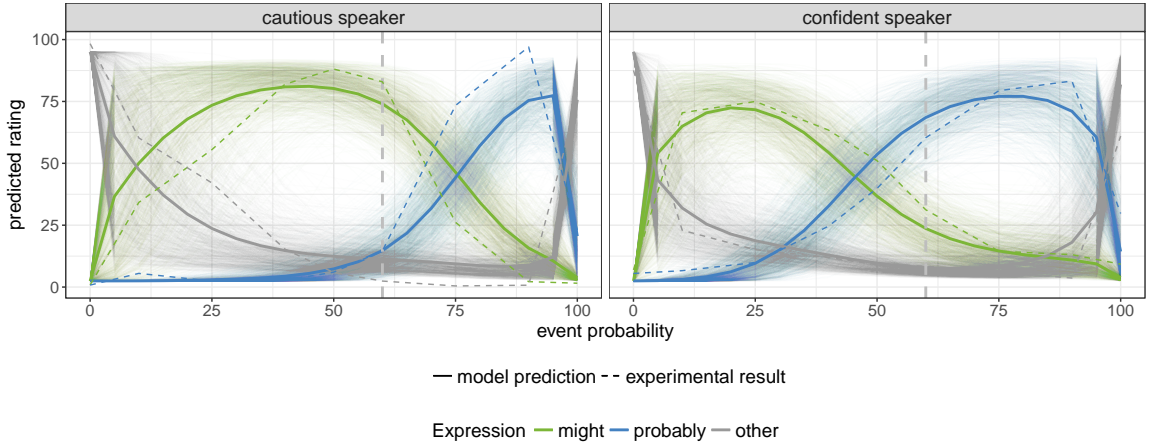 cautious speaker
confident speaker
predicted rating
100
75
50
25
0
0 25 50 75 100
0 25 50 75 100
event probability
model prediction experimental result
Expression might probably other